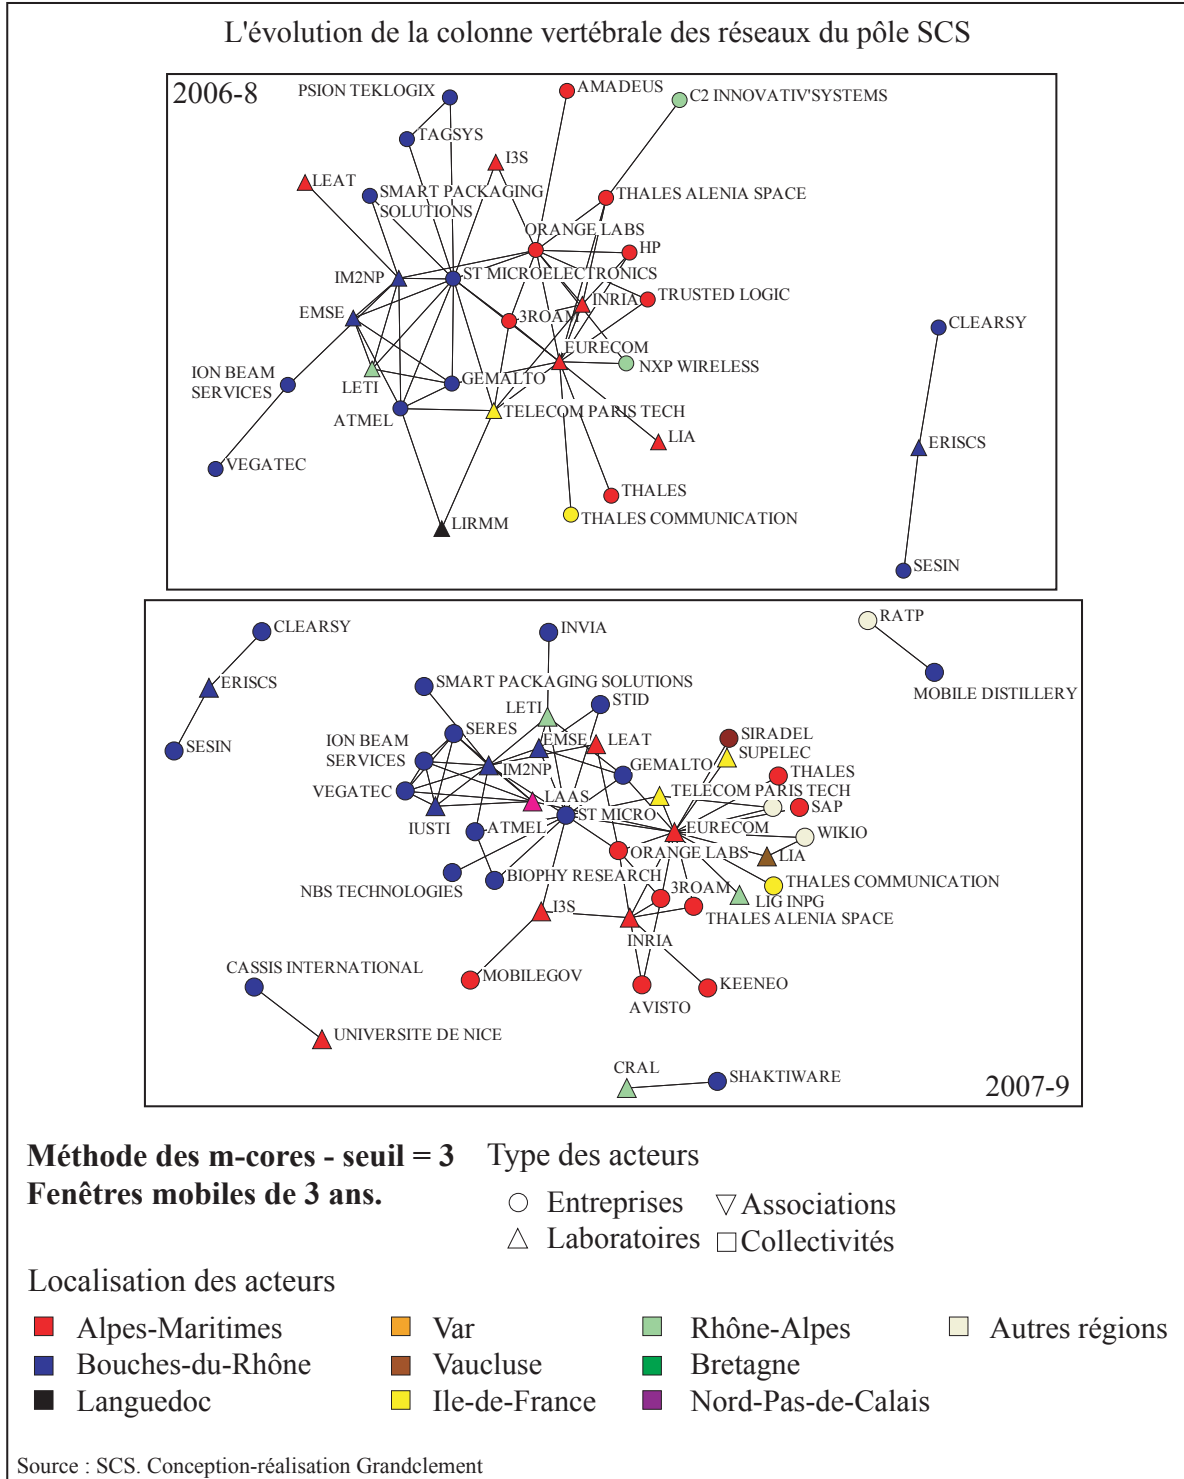 L'évolution de la colonne vertébrale des réseaux du pôle SCS
2006-8
PSION TEKLOGIX
AMADEUS
C2 INNOVATIV'SYSTEMS
TAGSYS
I3S
LEAT
SMART PACKAGING
SOLUTIONS
THALES ALENIA SPACE
ORANGE LABS
HP
IM2NP
ST MICROELECTRONICS
INRIA
TRUSTED LOGIC
EMSE
3ROAM
CLEARSY
EURECOM
ION BEAM
SERVICES
LETI
GEMALTO
NXP WIRELESS
ATMEL
TELECOM PARIS TECH
LIA
ERISCS
VEGATEC
THALES
LIRMM
THALES COMMUNICATION
SESIN
CLEARSY
INVIA
RATP
ERISCS
SMART PACKAGING SOLUTIONS
MOBILE DISTILLERY
LETI
STID
SESIN
SERES
EMSE
LEAT
SIRADEL
SUPELEC
ION BEAM
SERVICES
IM2NP
GEMALTO
THALES
VEGATEC
LAAS
TELECOM PARIS TECH
SAP
IUSTI
ATMEL
ST MICRO
EURECOM
WIKIO
ORANGE LABS
LIA
NBS TECHNOLOGIES
BIOPHY RESEARCH
3ROAM
THALES COMMUNICATION
LIG INPG
I3S
THALES ALENIA SPACE
INRIA
CASSIS INTERNATIONAL
MOBILEGOV
KEENEO
AVISTO
UNIVERSITE DE NICE
CRAL
SHAKTIWARE
2007-9
Méthode des m-cores - seuil = 3
Fenêtres mobiles de 3 ans.
Type des acteurs
Entreprises
Associations
Laboratoires
Collectivités
Localisation des acteurs
Alpes-Maritimes
Var
Rhône-Alpes
Autres régions
Bouches-du-Rhône
Vaucluse
Bretagne
Languedoc
Ile-de-France
Nord-Pas-de-Calais
Source : SCS. Conception-réalisation Grandclement